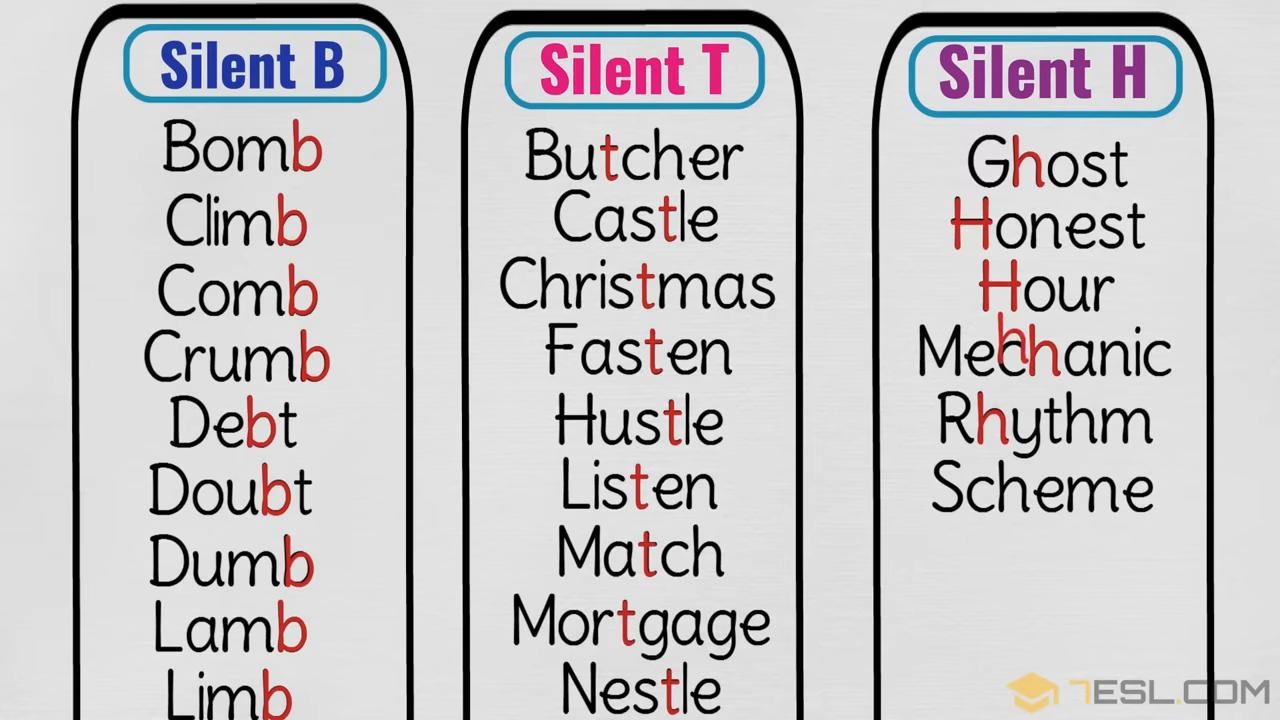 Silent B
Bomb
Climb
Comb
Crumb
Debt
Doubt
Dumb
Lamb
Limb
Silent T
Butcher
Castle
Christmas
Fasten
Hustle
Listen
Match
Mortgage
Nestle
Silent H
Ghost
Honest
Hour
h
Mechanic
Rhythm
Scheme
7ESL.COM